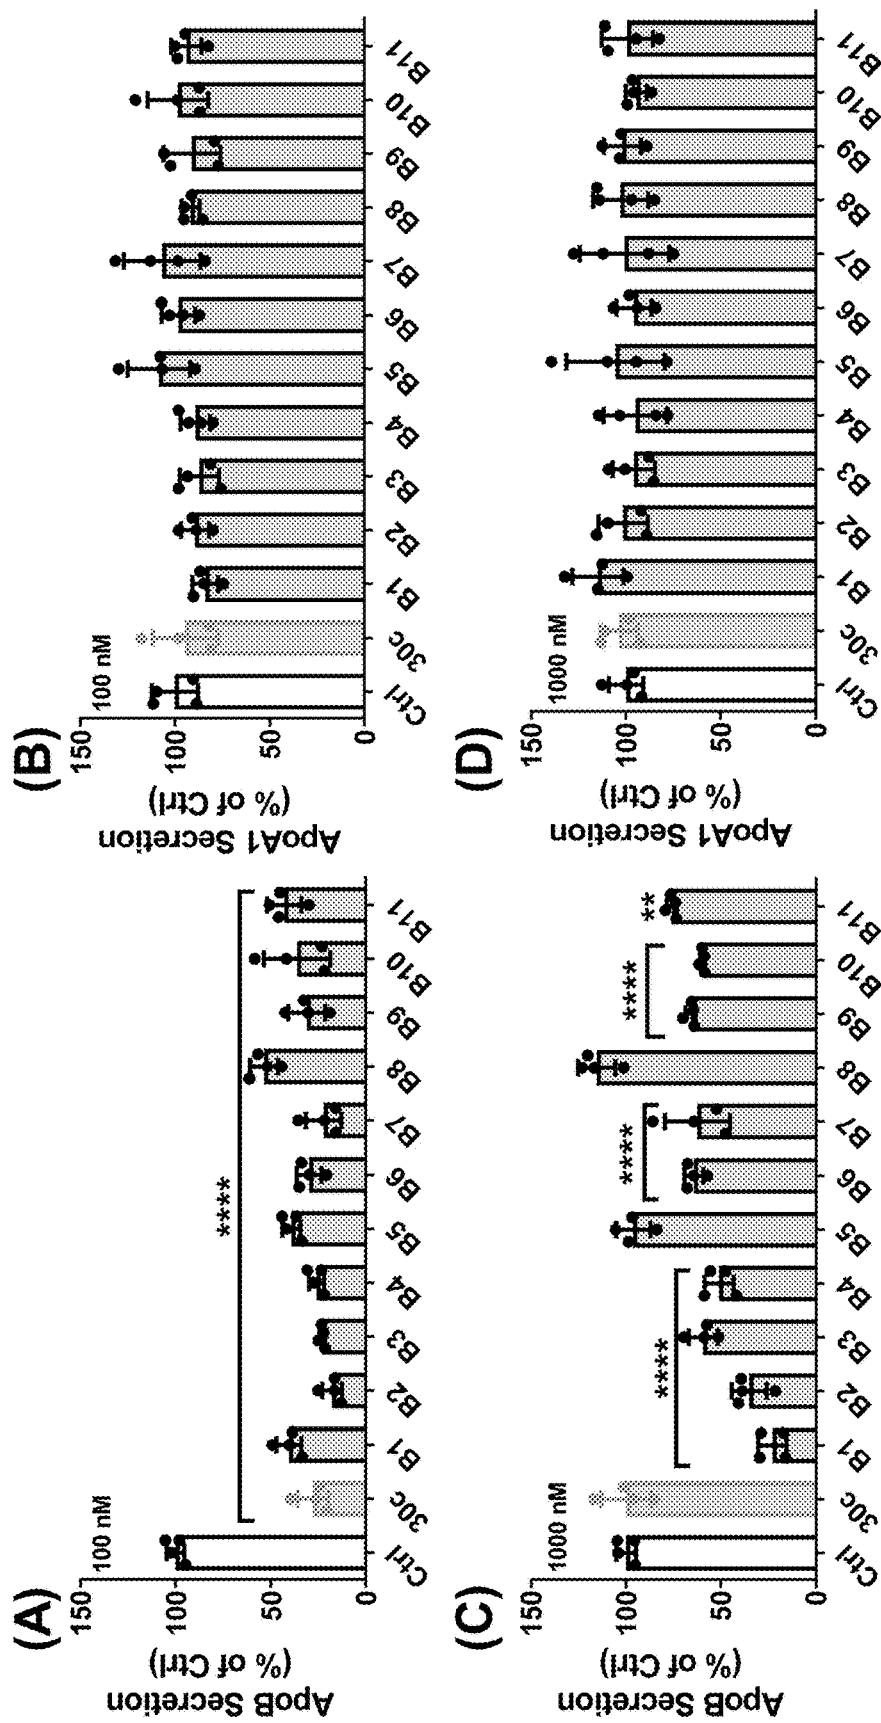 (A)
100 nM
ApoB Secretion
(% of Ctrl)
150
100
50
0
****
Ctrl 30c B1 B2 B3 B4 B5 B6 B7 B8 B9 B10 B11
(B)
100 nM
ApoA1 Secretion
(% of Ctrl)
150
100
50
0
Ctrl 30c B1 B2 B3 B4 B5 B6 B7 B8 B9 B10 B11
(C)
1000 nM
ApoB Secretion
(% of Ctrl)
150
100
50
0
**** **** **** **
Ctrl 30c B1 B2 B3 B4 B5 B6 B7 B8 B9 B10 B11
(D)
1000 nM
ApoA1 Secretion
(% of Ctrl)
150
100
50
0
Ctrl 30c B1 B2 B3 B4 B5 B6 B7 B8 B9 B10 B11